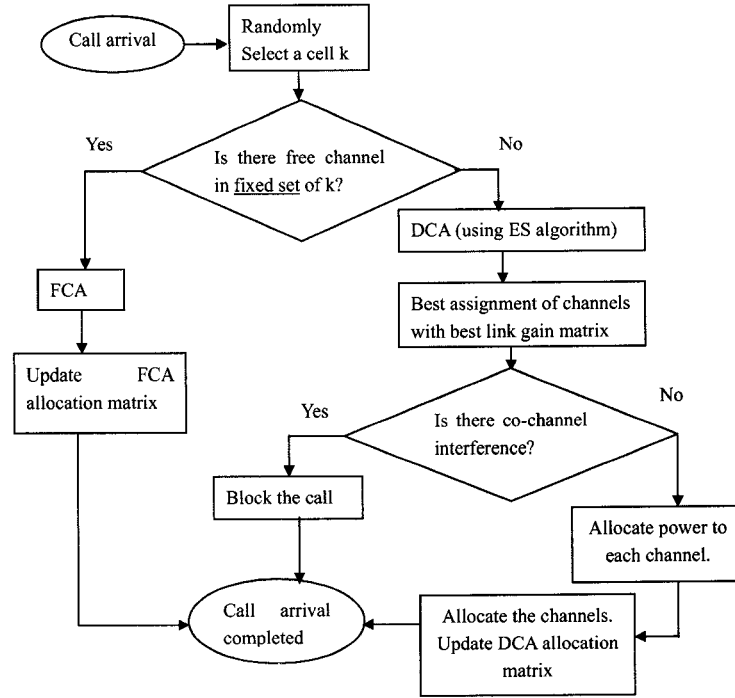 Call arrival
Randomly
Select a cell k
Yes
No
Is there free channel
in fixed set of k?
DCA (using ES algorithm)
FCA
Best assignment of channels
with best link gain matrix
Update FCA
allocation matrix
Yes
No
Is there co-channel
interference?
Block the call
Allocate power to
each channel.
Call arrival
completed
Allocate the channels.
Update DCA allocation
matrix